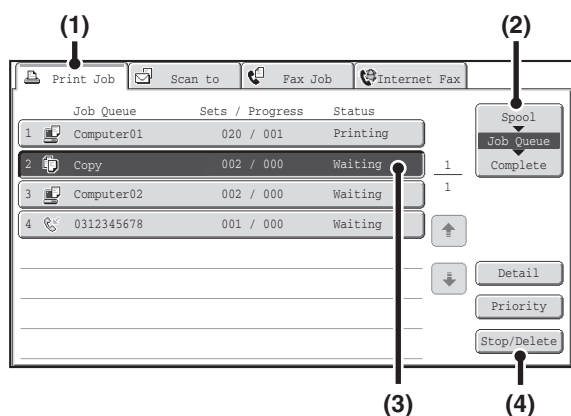 (1) (2)
Print Job Scan to Fax Job Internet Fax
Job Queue Sets / Progress Status
Spool
Job Queue
Complete
1 Computer01 020 / 001 Printing
2 Copy 002 / 000 Waiting
3 Computer02 002 / 000 Waiting
4 0312345678 001 / 000 Waiting
1
1
Detail
Priority
Stop/Delete
(3) (4)